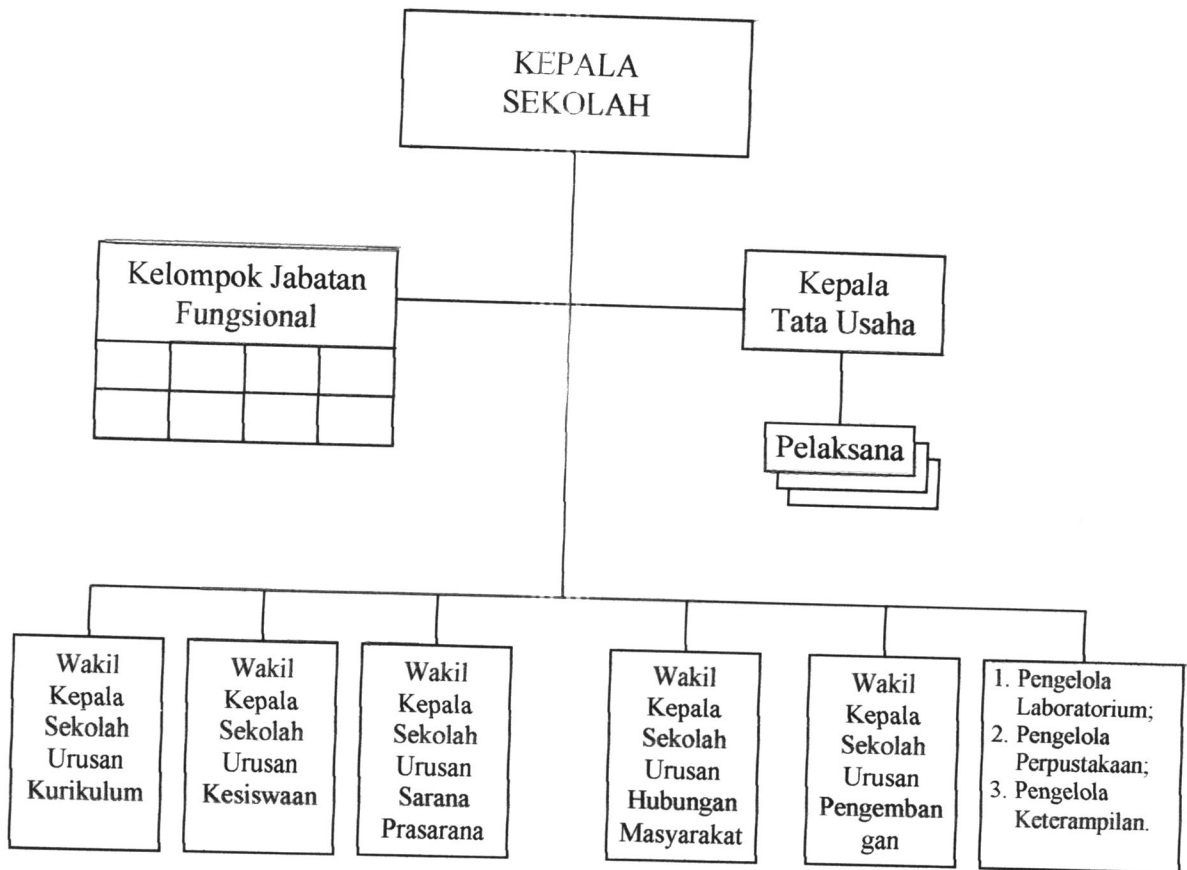 KEPALA
SEKOLAH
Kelompok Jabatan
Fungsional
Kepala
Tata Usaha
Pelaksana
Wakil
Kepala
Sekolah
Urusan
Kurikulum
Wakil
Kepala
Sekolah
Urusan
Kesiswaan
Wakil
Kepala
Sekolah
Urusan
Sarana
Prasarana
Wakil
Kepala
Sekolah
Urusan
Hubungan
Masyarakat
Wakil
Kepala
Sekolah
Urusan
Pengemban
gan
1. Pengelola
Laboratorium;
2. Pengelola
Perpustakaan;
3. Pengelola
Keterampilan.